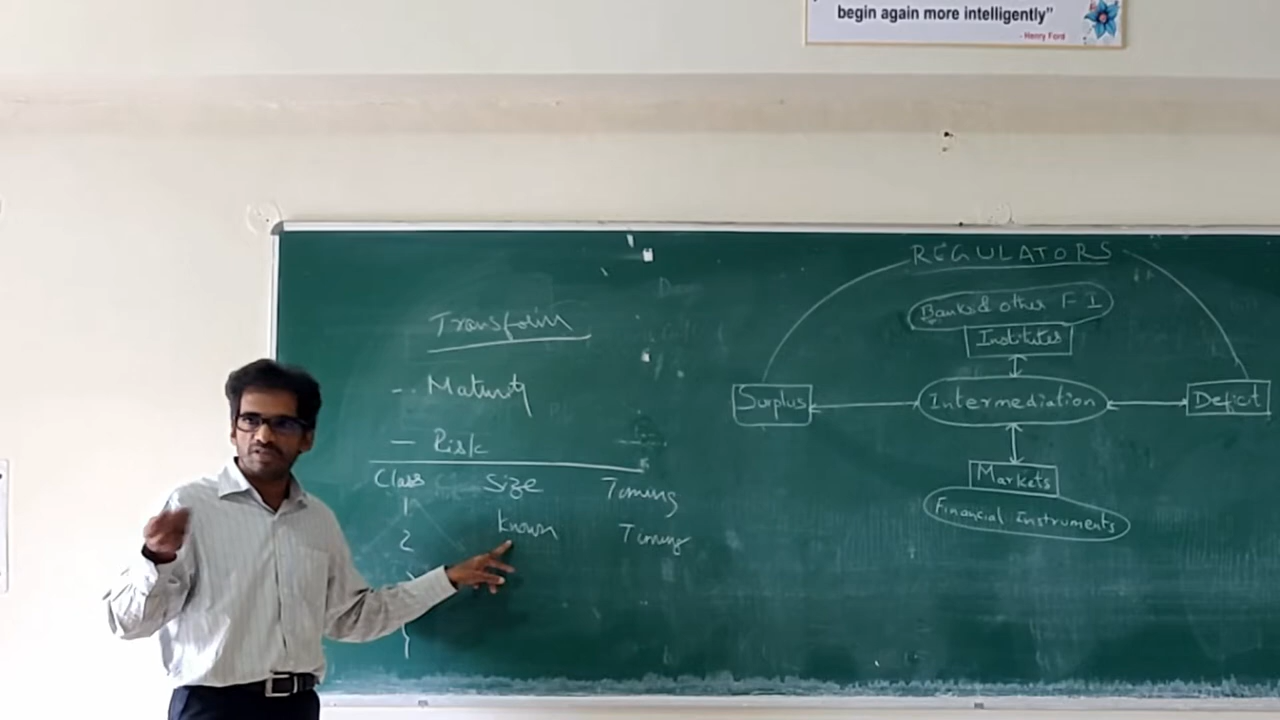 begin again more intelligently”
- Henry Ford
REGULATORS
Banks & other F I
Institutes
Surplus
Intermediation
Deficit
Markets
Financial Instruments
Transform
-- Maturity
— Risk
Class Size Timing
1
known Timing
2